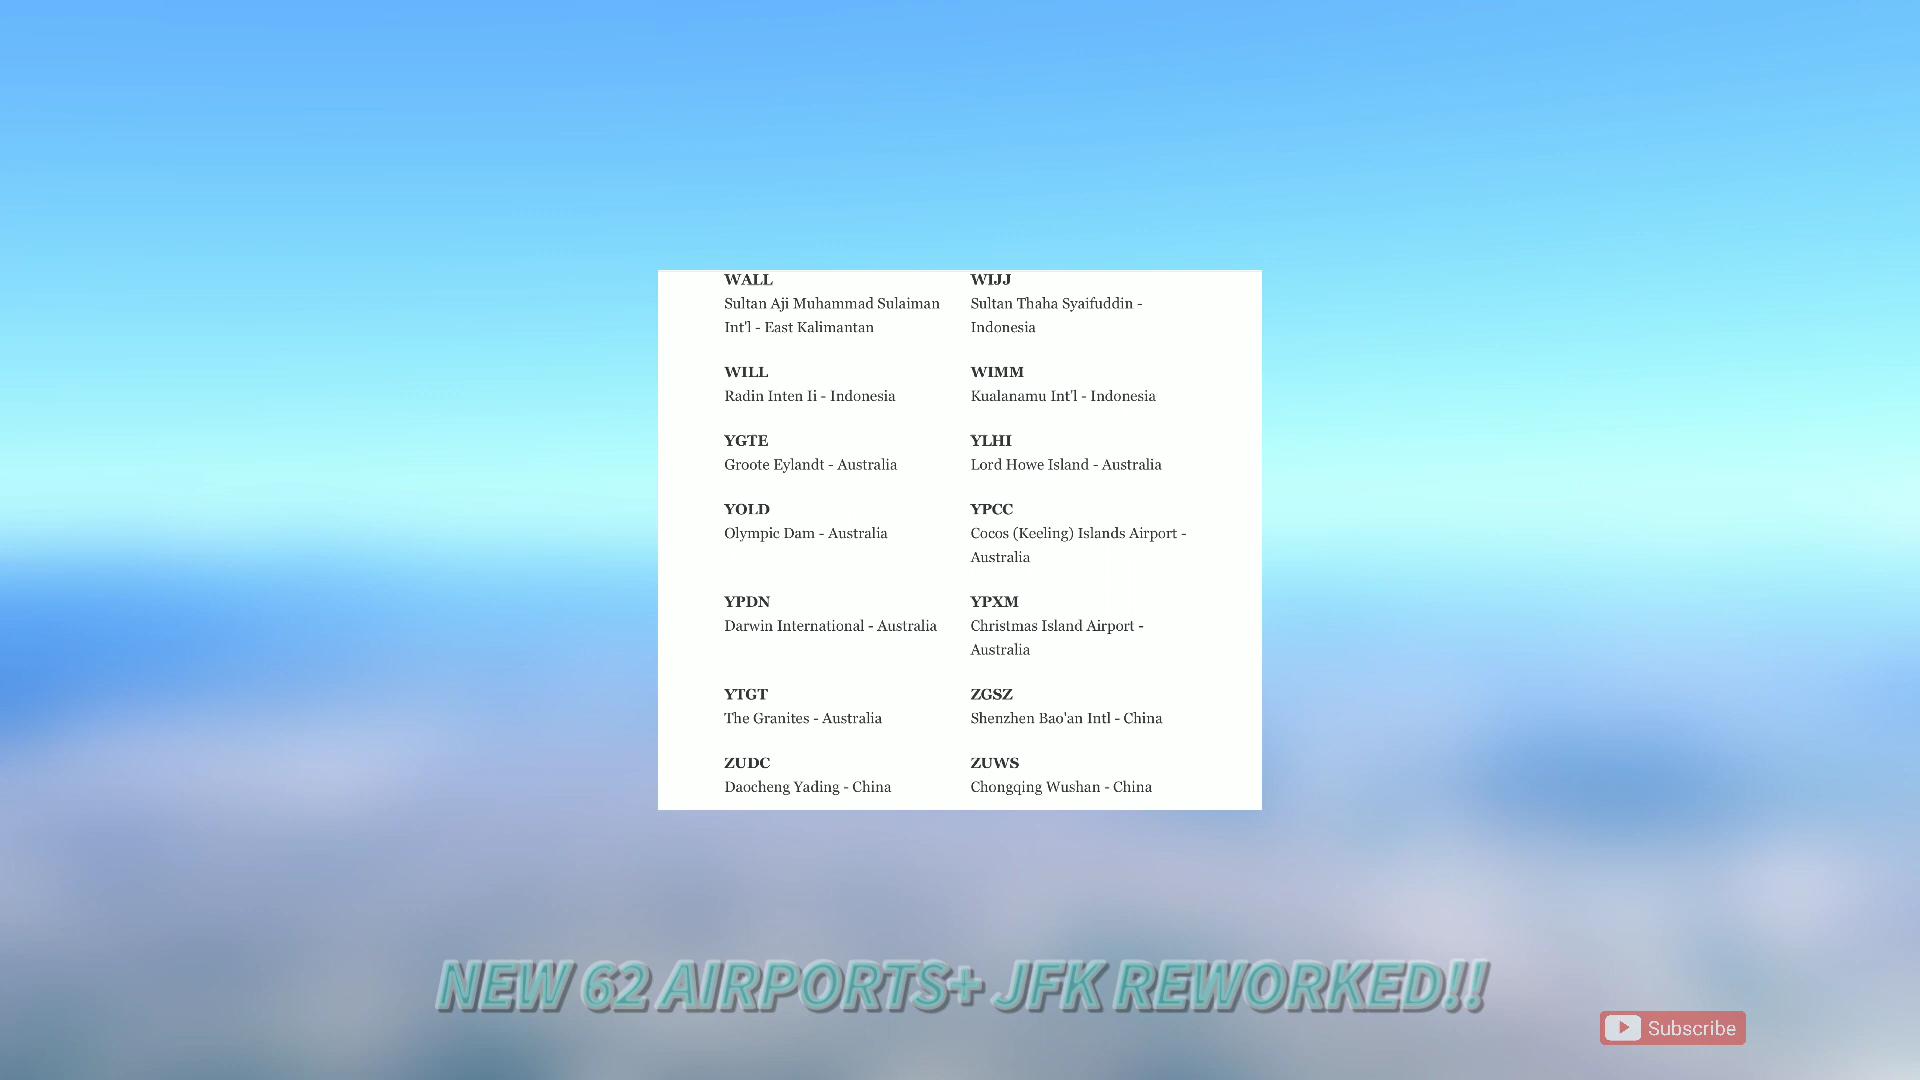 WALL
Sultan Aji Muhammad Sulaiman
Int'l - East Kalimantan
WIJJ
Sultan Thaha Syaifuddin -
Indonesia
WILL
Radin Inten Ii - Indonesia
WIMM
Kualanamu Int'l - Indonesia
YGTE
Groote Eylandt - Australia
YLHI
Lord Howe Island - Australia
YOLD
Olympic Dam - Australia
YPCC
Cocos (Keeling) Islands Airport -
Australia
YPDN
Darwin International - Australia
YPXM
Christmas Island Airport -
Australia
YTGT
The Granites - Australia
ZGSZ
Shenzhen Bao'an Intl - China
ZUDC
Daocheng Yading - China
ZUWS
Chongqing Wushan - China
NEW 62 AIRPORTS+ JFK REWORKED!!
Subscribe